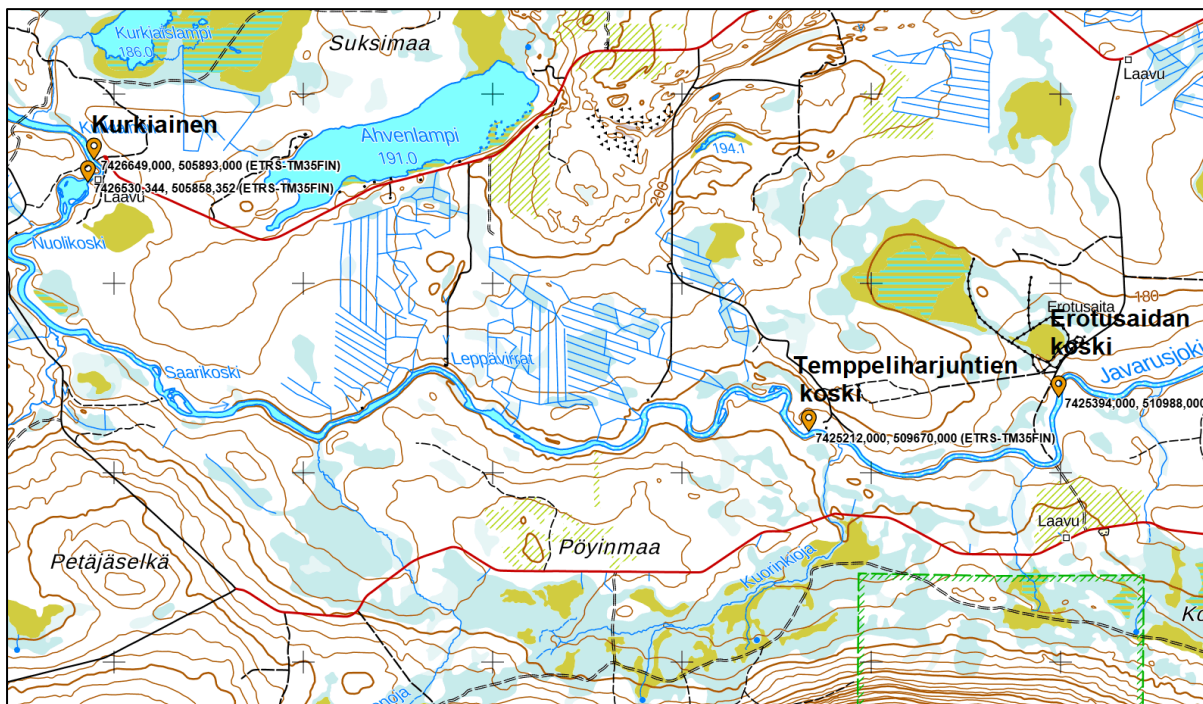 Kurkiaislampi
186.0
Suksimaa
Laavu
Kurkiainen
Ahvenlampi
191.0
194.1
7426649,000, 505893,000 (ETRS-TM35FIN)
7426530,344, 505858,352 (ETRS-TM35FIN)
Laavu
200
Nuolikoski
Erotusaita
180
Erotusaidan
koski
Saarikoski
Leppävirrat
Temppeliharjuntien
koski
Javarusjoki
7425394,000, 510988,000
7425212,000, 509670,000 (ETRS-TM35FIN)
Laavu
Petäjäselkä
Pöyinmaa
Kuorinkioja